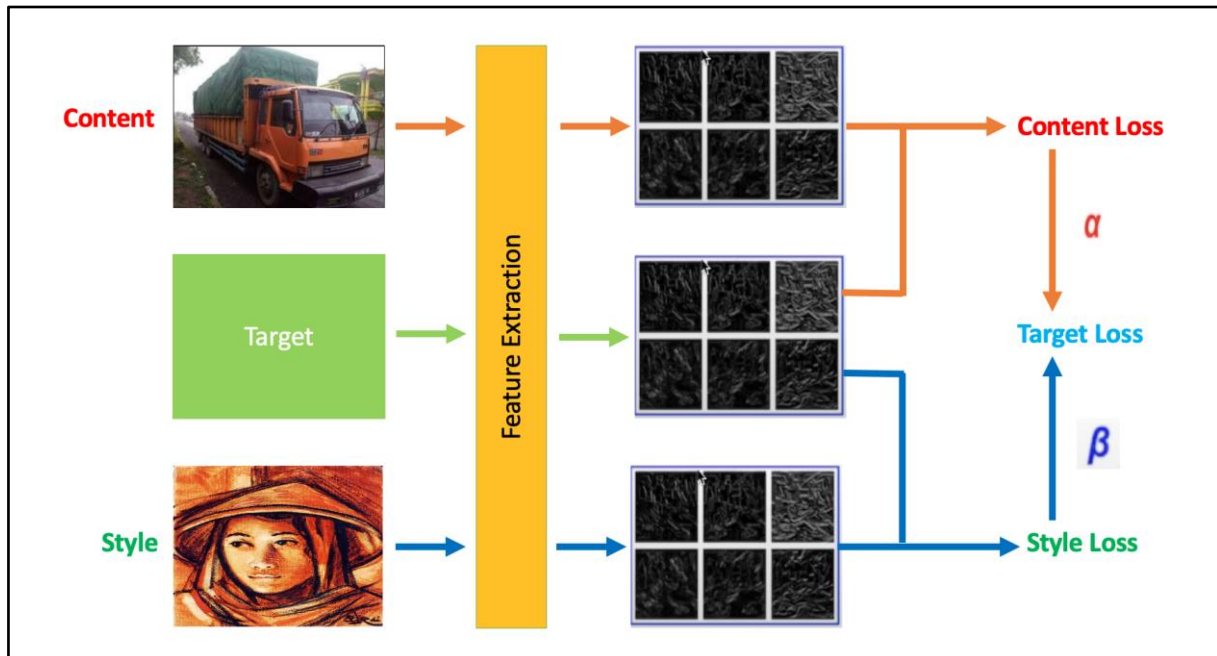 Content
Content Loss
α
Feature Extraction
Target
Target Loss
β
Style
Style Loss